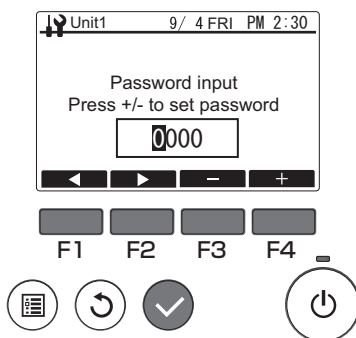 Unit1 9/ 4 FRI PM 2:30
Password input
Press +/- to set password
0000
− +
F1 F2 F3 F4